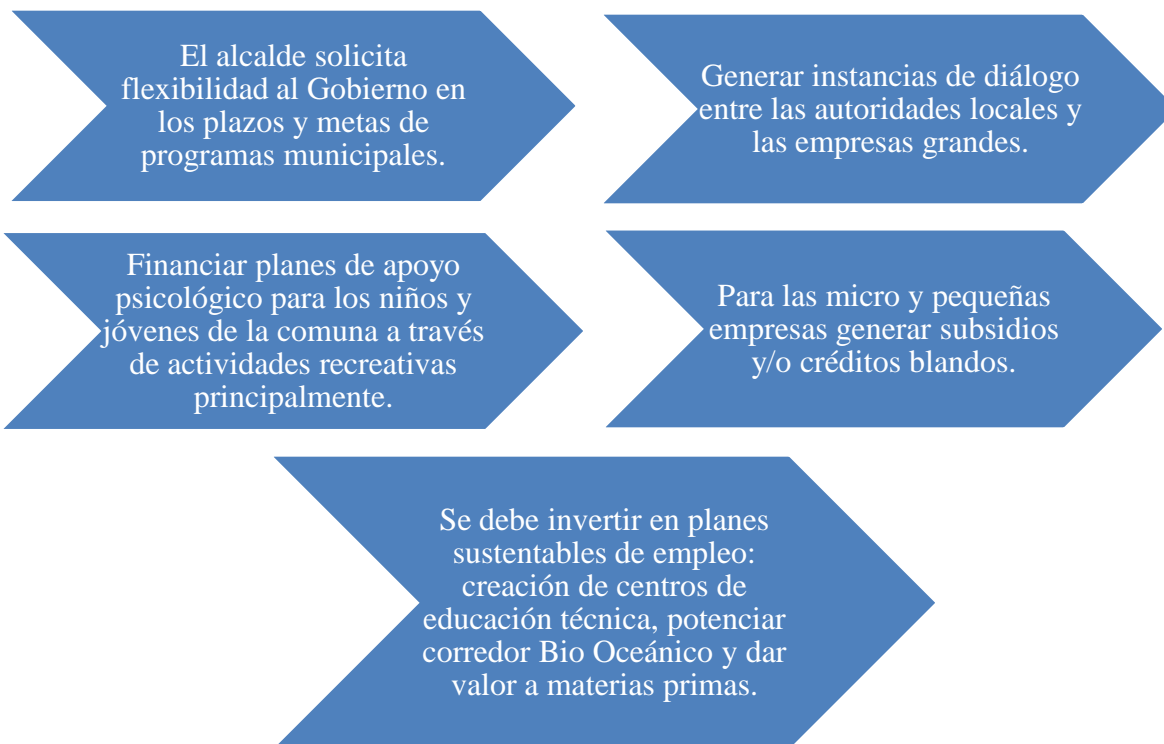 El alcalde solicita
flexibilidad al Gobierno en
los plazos y metas de
programas municipales.
Generar instancias de diálogo
entre las autoridades locales y
las empresas grandes.
Financiar planes de apoyo
psicológico para los niños y
jóvenes de la comuna a través
de actividades recreativas
principalmente.
Para las micro y pequeñas
empresas generar subsidios
y/o créditos blandos.
Se debe invertir en planes
sustentables de empleo:
creación de centros de
educación técnica, potenciar
corredor Bio Oceánico y dar
valor a materias primas.